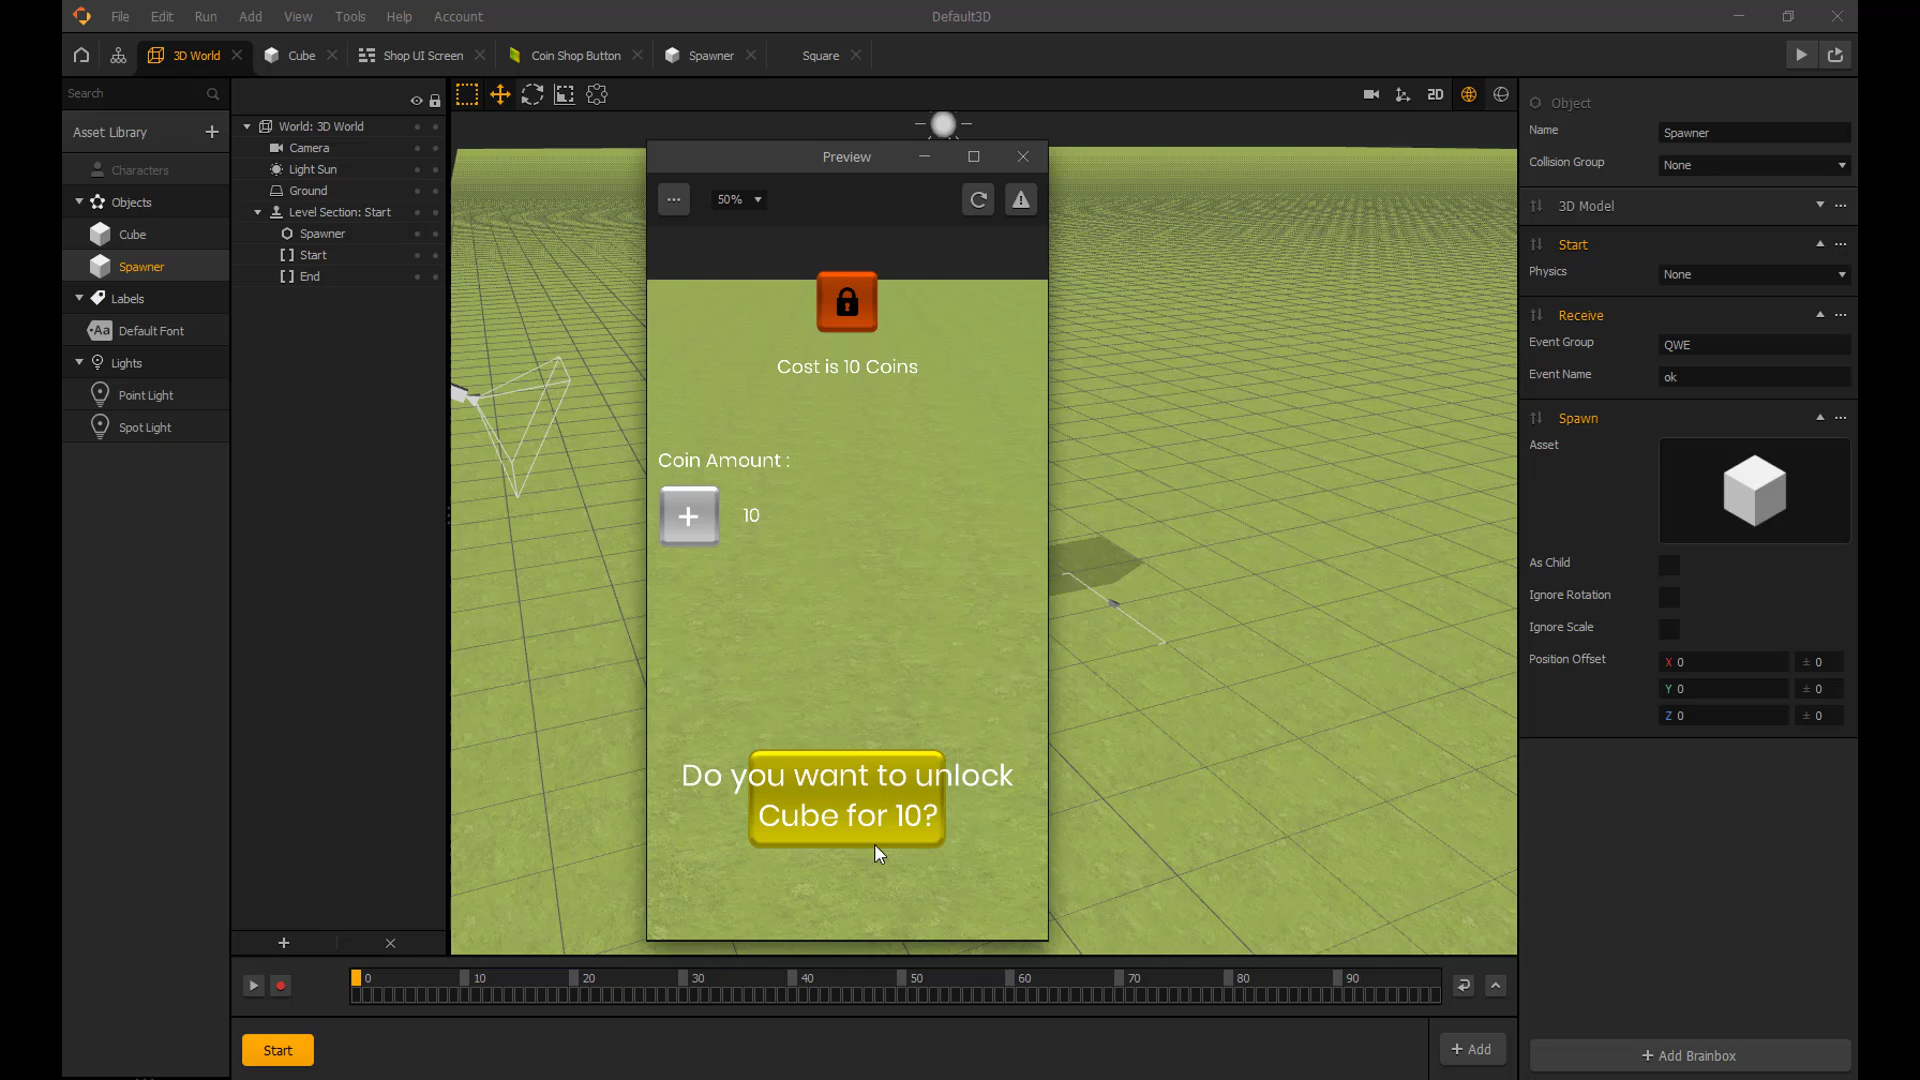 File Edit Run Add View Tools Help Account
Default3D
3D World
Cube
Shop UI Screen
Coin Shop Button
Spawner
Square
Search
Asset Library
Characters
Objects
Cube
Spawner
Labels
Aa
Default Font
Lights
Point Light
Spot Light
World: 3D World
Camera
Light Sun
Ground
Level Section: Start
Spawner
Start
End
2D
Preview
50%
Cost is 10 Coins
Coin Amount :
+
10
Do you want to unlock
Cube for 10?
Object
Name
Spawner
Collision Group
None
3D Model
Start
Physics
None
Receive
Event Group
QWE
Event Name
ok
Spawn
Asset
As Child
Ignore Rotation
Ignore Scale
Position Offset
X 0 ± 0
Y 0 ± 0
Z 0 ± 0
0 10 20 30 40 50 60 70 80 90
Start
+ Add
+ Add Brainbox